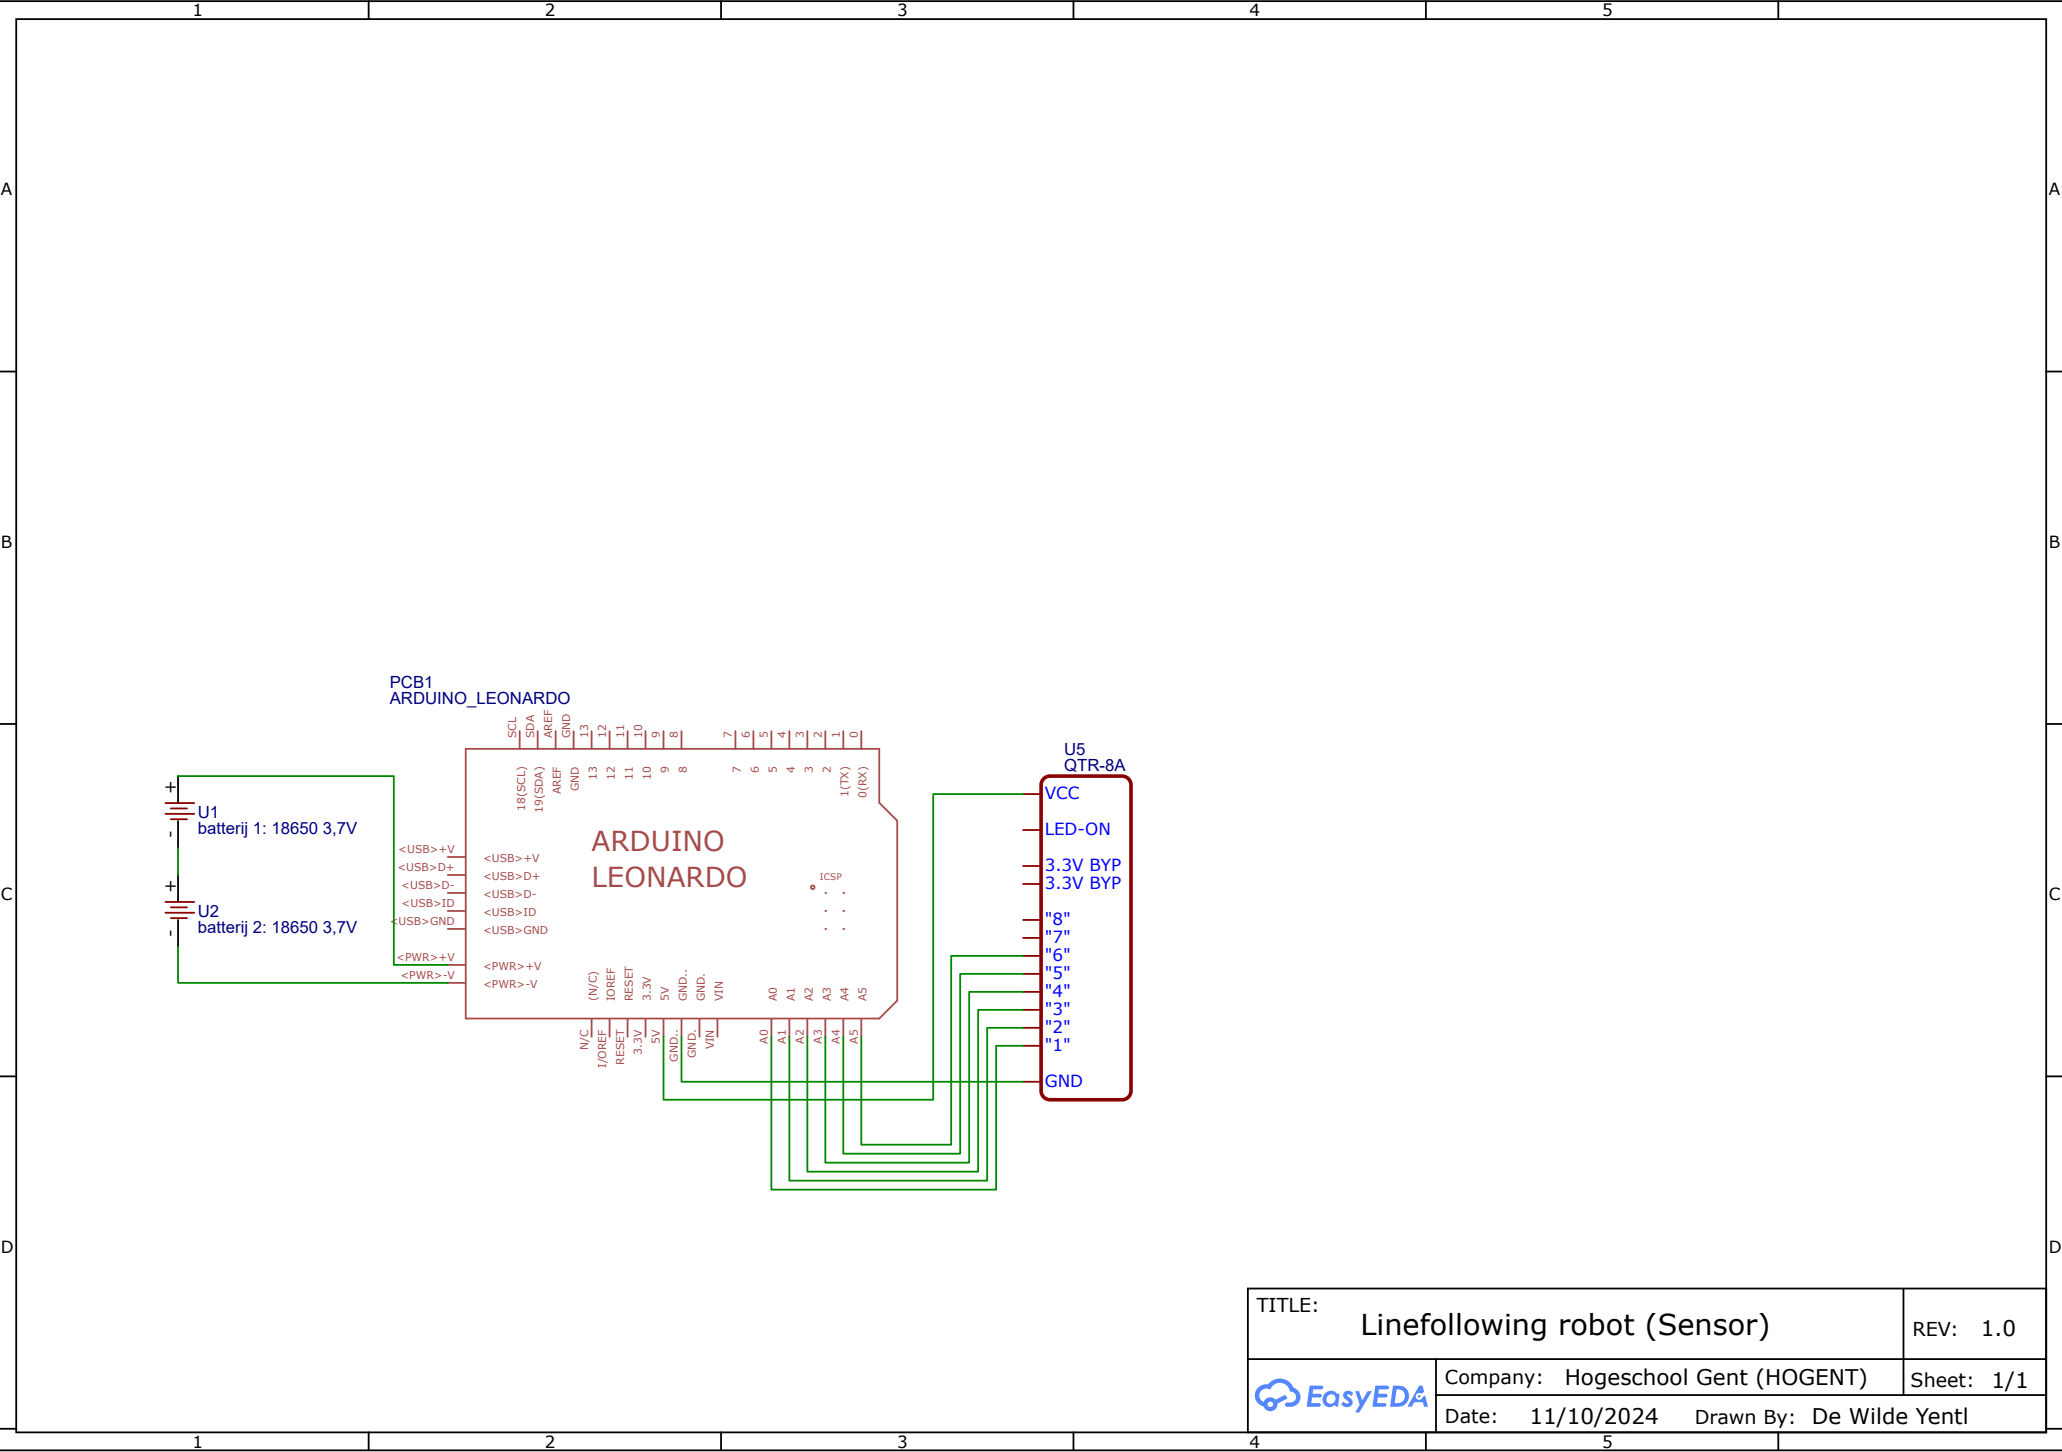 1 2 3 4 5
A A
B B
C C
D D
PCB1
ARDUINO_LEONARDO
SCL SDA AREF GND 13 12 11 10 9 8 7 6 5 4 3 2 1 0
18(SCL) 19(SDA) AREF GND 13 12 11 10 9 8 7 6 5 4 3 2 1(TX) 0(RX)
ARDUINO
LEONARDO
ICSP
+
U1
batterij 1: 18650 3,7V
-
+
U2
batterij 2: 18650 3,7V
-
<USB>+V <USB>+V
<USB>D+ <USB>D+
<USB>D- <USB>D-
<USB>ID <USB>ID
<USB>GND <USB>GND
<PWR>+V <PWR>+V
<PWR>-V <PWR>-V
(N/C) IOREF RESET 3.3V 5V GND.. GND. VIN A0 A1 A2 A3 A4 A5
N/C I/OREF RESET 3.3V 5V GND.. GND. VIN A0 A1 A2 A3 A4 A5
U5
QTR-8A
VCC
LED-ON
3.3V BYP
3.3V BYP
"8"
"7"
"6"
"5"
"4"
"3"
"2"
"1"
GND
TITLE:
Linefollowing robot (Sensor)
REV: 1.0
EasyEDA
Company: Hogeschool Gent (HOGENT)
Sheet: 1/1
Date: 11/10/2024 Drawn By: De Wilde Yentl
1 2 3 4 5